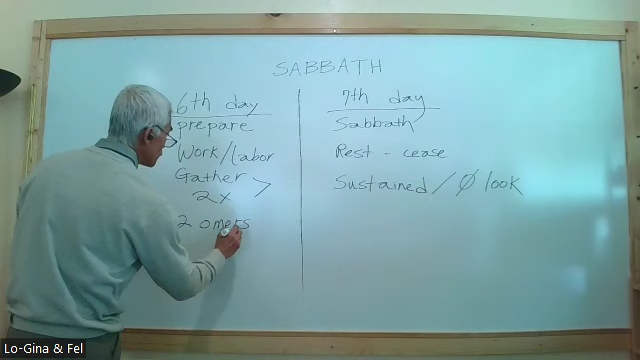 SABBATH
6th day
prepare
Work/labor
Gather >
2x
2 omers
7th day
Sabbath
Rest - cease
Sustained / Ø look
Lo-Gina & Fel